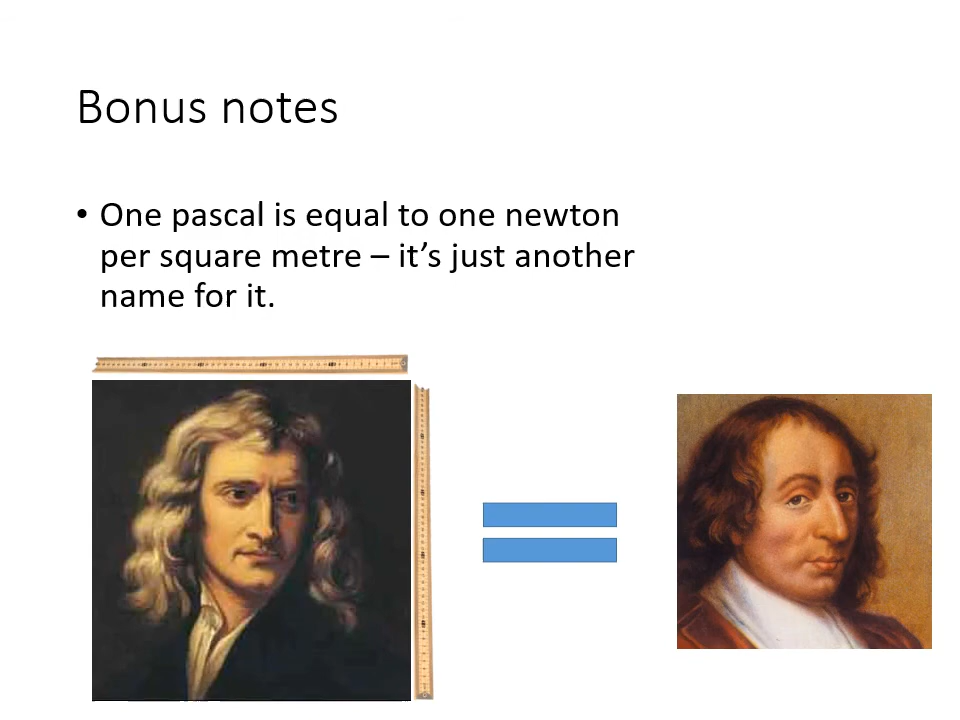 Bonus notes
• One pascal is equal to one newton
per square metre – it’s just another
name for it.